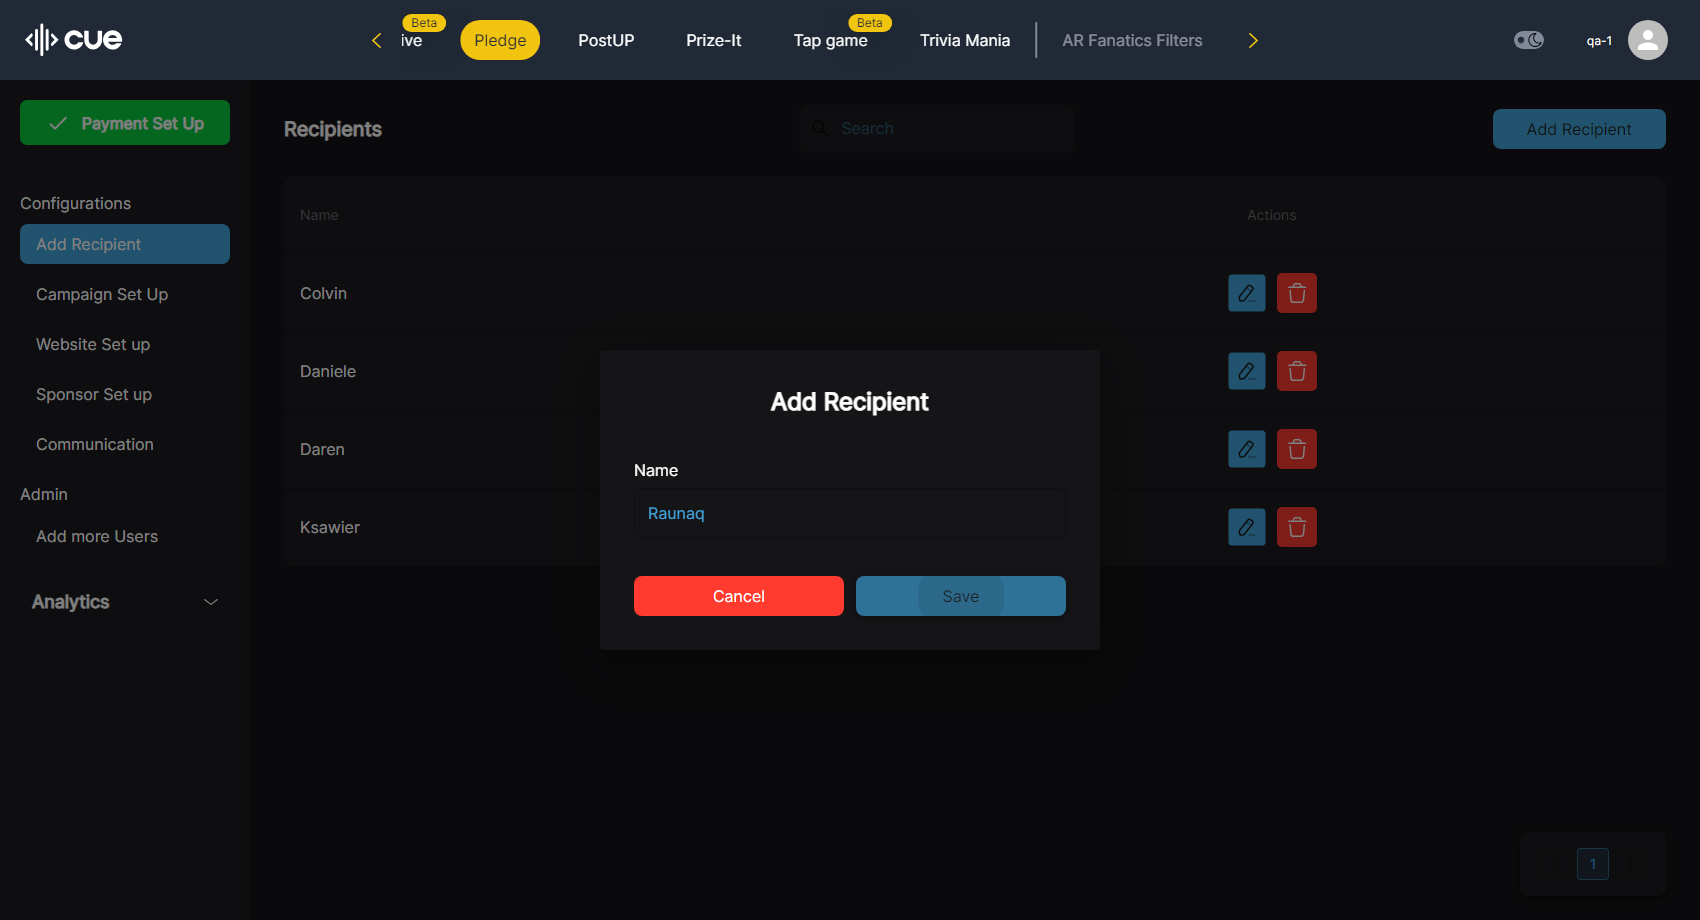 cue
Beta
Beta
ive
Pledge
PostUP
Prize-It
Tap game
Trivia Mania
AR Fanatics Filters
qa-1
Payment Set Up
Configurations
Add Recipient
Campaign Set Up
Website Set up
Sponsor Set up
Communication
Admin
Add more Users
Analytics
Recipients
Search
Add Recipient
Name
Actions
Colvin
Daniele
Daren
Ksawier
Add Recipient
Name
Raunaq
Cancel
Save
1